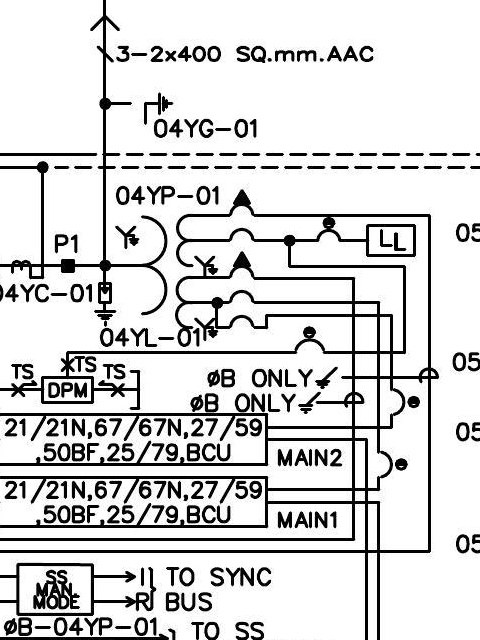 3-2x400 SQ.mm.AAC
04YG-01
04YP-01
P1
LL
05
04YC-01
04YL-01
TS
TS
TS
DPM
05
ØB ONLY
ØB ONLY
21/21N,67/67N,27/59
,50BF,25/79,BCU
MAIN2
05
21/21N,67/67N,27/59
,50BF,25/79,BCU
MAIN1
05
SS
MAN.
MODE
I TO SYNC
R BUS
ØB-04YP-01
TO SS